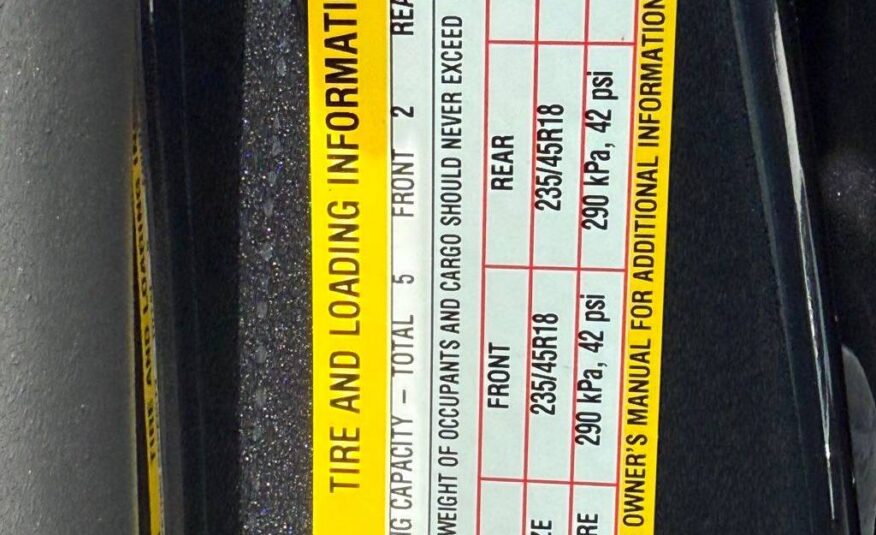 TIRE AND LOADING INFORMATI
NG CAPACITY – TOTAL 5 FRONT 2 REA
WEIGHT OF OCCUPANTS AND CARGO SHOULD NEVER EXCEED
FRONT REAR
ZE 235/45R18 235/45R18
RE 290 kPa, 42 psi 290 kPa, 42 psi
OWNER'S MANUAL FOR ADDITIONAL INFORMATION